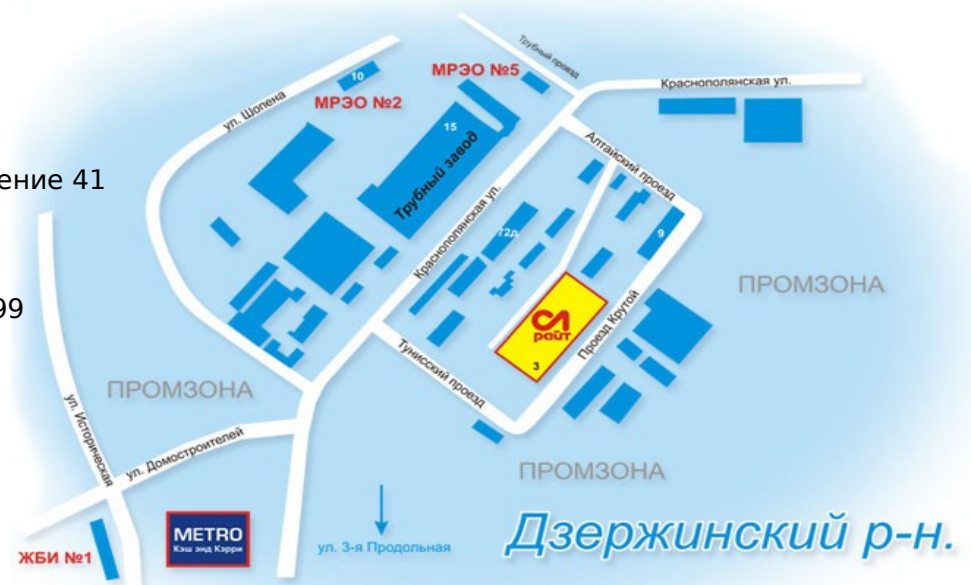 Трубный проезд
МРЭО №5
Краснополянская ул.
10
МРЭО №2
ул. Шопена
15
Трубный завод
Алтайский проезд
ение 41
Краснополянская ул.
72д
9
ПРОМЗОНА
99
СЛ
райт
3
Проезд Крутой
Тунисский проезд
ПРОМЗОНА
ул. Историческая
ул. Домостроителей
ПРОМЗОНА
METRO
Кэш энд Кэрри
ул. 3-я Продольная
Дзержинский р-н.
ЖБИ №1